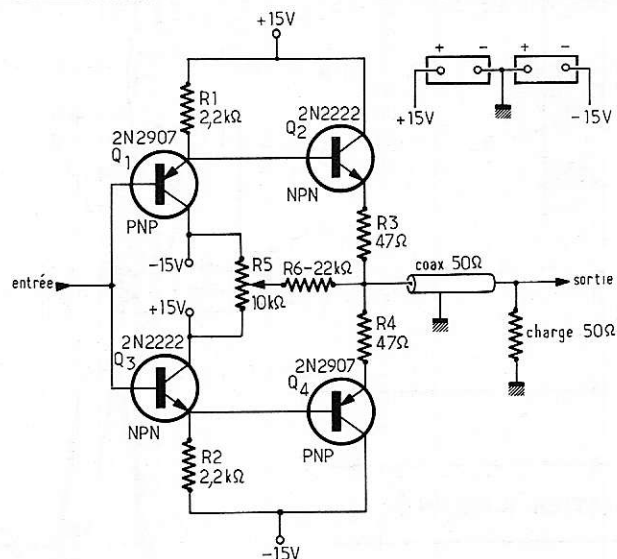 +15V
R1
2,2kΩ
2N2907
Q1
PNP
-15V
2N2222
Q2
NPN
R3
47Ω
+ - + -
+15V
-15V
entrée
R5
10kΩ
R6-22kΩ
coax 50Ω
sortie
+15V
2N2222
Q3
NPN
R4
47Ω
2N2907
Q4
PNP
charge 50Ω
R2
2,2kΩ
-15V